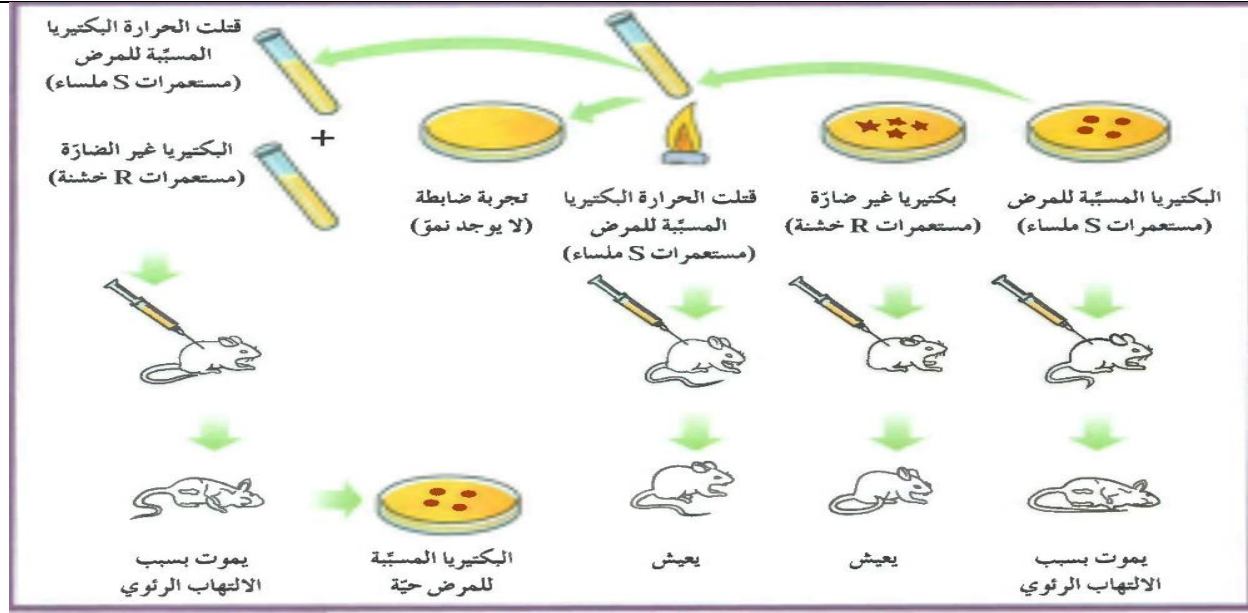 قتلت الحرارة البكتيريا
المسبِّبة للمرض
(مستعمرات S ملساء)
+
البكتيريا غير الضارّة
(مستعمرات R خشنة)
البكتيريا المسبِّبة للمرض
(مستعمرات S ملساء)
بكتيريا غير ضارّة
(مستعمرات R خشنة)
قتلت الحرارة البكتيريا
المسبِّبة للمرض
(مستعمرات S ملساء)
تجربة ضابطة
(لا يوجد نموّ)
يموت بسبب
الالتهاب الرئوي
يعيش
يعيش
البكتيريا المسبِّبة
للمرض حيّة
يموت بسبب
الالتهاب الرئوي